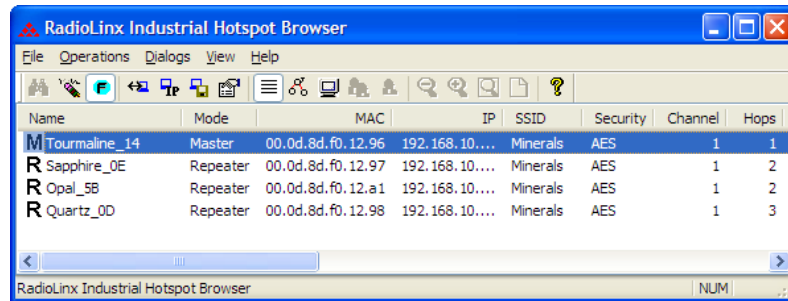 RadioLinx Industrial Hotspot Browser
File Operations Dialogs View Help
F IP ?
Name Mode MAC IP SSID Security Channel Hops
M Tourmaline_14 Master 00.0d.8d.f0.12.96 192.168.10.... Minerals AES 1 1
R Sapphire_0E Repeater 00.0d.8d.f0.12.97 192.168.10.... Minerals AES 1 2
R Opal_5B Repeater 00.0d.8d.f0.12.a1 192.168.10.... Minerals AES 1 2
R Quartz_0D Repeater 00.0d.8d.f0.12.98 192.168.10.... Minerals AES 1 3
RadioLinx Industrial Hotspot Browser NUM